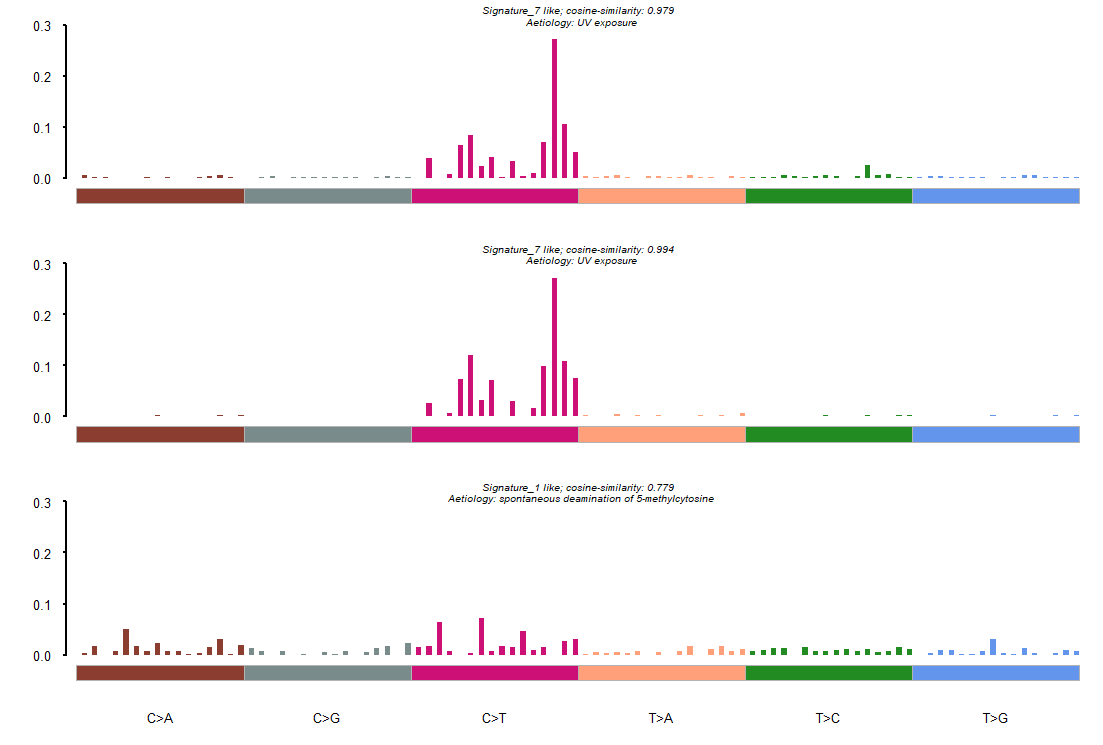 Signature_7 like; cosine-similarity: 0.979
Aetiology: UV exposure
0.3
0.2
0.1
0.0
Signature_7 like; cosine-similarity: 0.994
Aetiology: UV exposure
0.3
0.2
0.1
0.0
Signature_1 like; cosine-similarity: 0.779
Aetiology: spontaneous deamination of 5-methylcytosine
0.3
0.2
0.1
0.0
C>A C>G C>T T>A T>C T>G